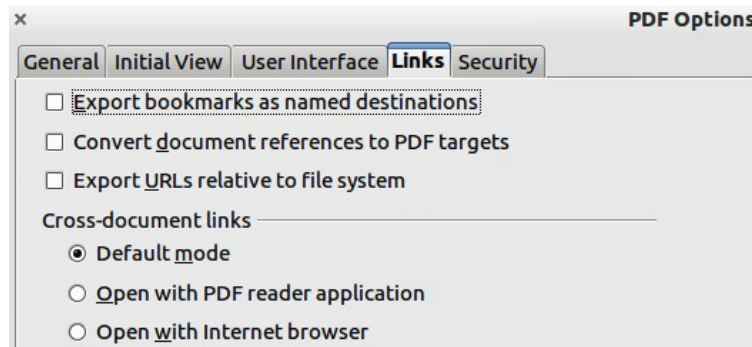 PDF Options
General Initial View User Interface Links Security
Export bookmarks as named destinations
Convert document references to PDF targets
Export URLs relative to file system
Cross-document links
Default mode
Open with PDF reader application
Open with Internet browser